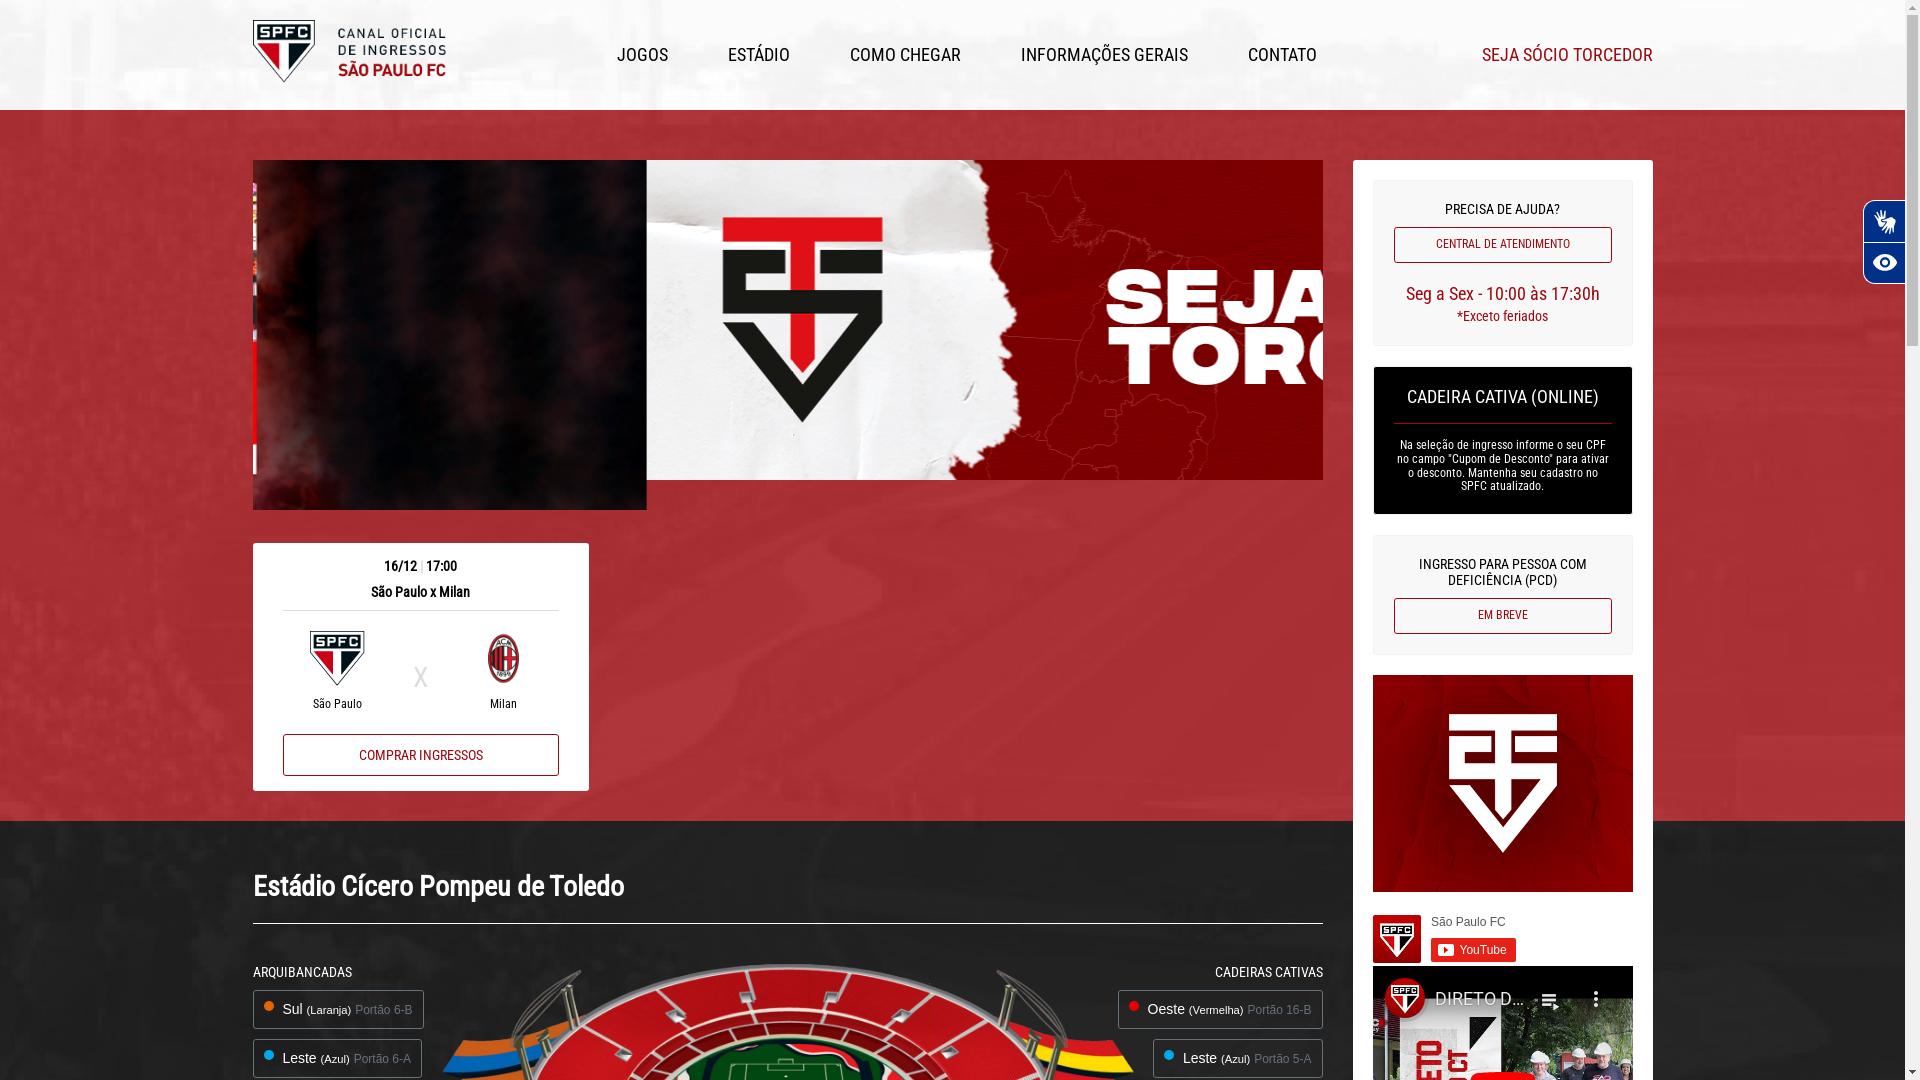 SPFC
CANAL OFICIAL
DE INGRESSOS
SÃO PAULO FC
JOGOS
ESTÁDIO
COMO CHEGAR
INFORMAÇÕES GERAIS
CONTATO
SEJA SÓCIO TORCEDOR
SEJA
TORC
PRECISA DE AJUDA?
CENTRAL DE ATENDIMENTO
Seg a Sex - 10:00 às 17:30h
*Exceto feriados
CADEIRA CATIVA (ONLINE)
Na seleção de ingresso informe o seu CPF
no campo "Cupom de Desconto" para ativar
o desconto. Mantenha seu cadastro no
SPFC atualizado.
INGRESSO PARA PESSOA COM
DEFICIÊNCIA (PCD)
EM BREVE
16/12 | 17:00
São Paulo x Milan
SPFC
X
São Paulo
Milan
COMPRAR INGRESSOS
Estádio Cícero Pompeu de Toledo
ARQUIBANCADAS
Sul (Laranja) Portão 6-B
Leste (Azul) Portão 6-A
CADEIRAS CATIVAS
Oeste (Vermelha) Portão 16-B
Leste (Azul) Portão 5-A
SPFC
São Paulo FC
YouTube
SPFC
DIRETO D...